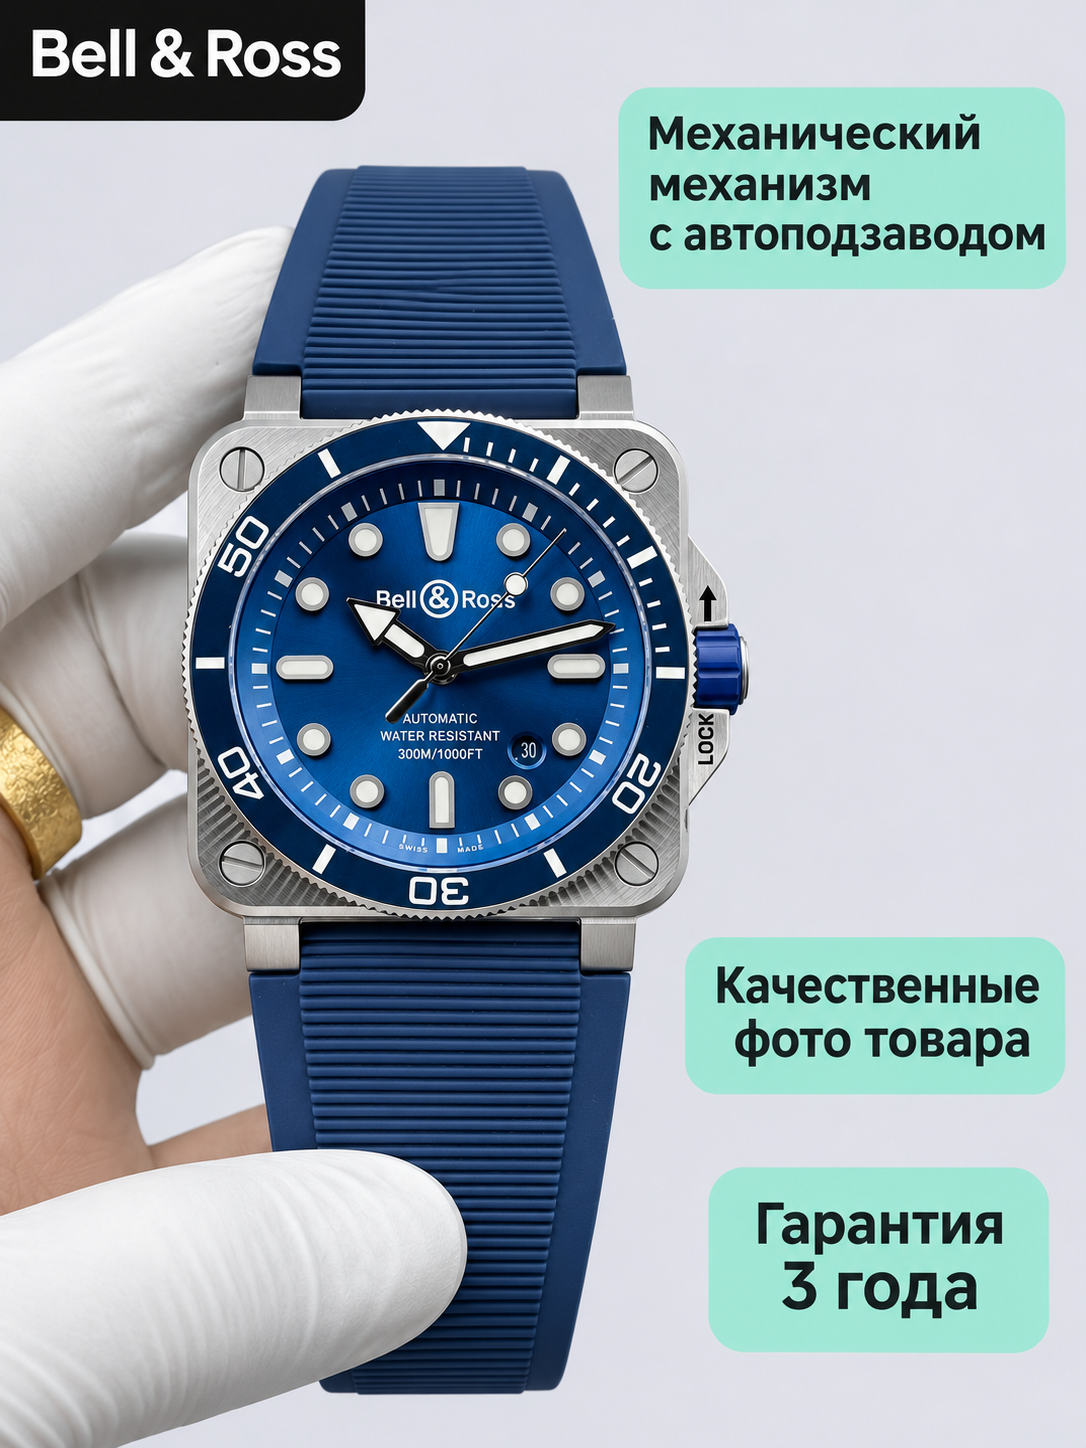 Bell & Ross
Механический
механизм
с автоподзаводом
50
Bell & Ross
LOCK
AUTOMATIC
WATER RESISTANT
300M/1000FT
30
40
20
SWISS MADE
30
Качественные
фото товара
Гарантия
3 года